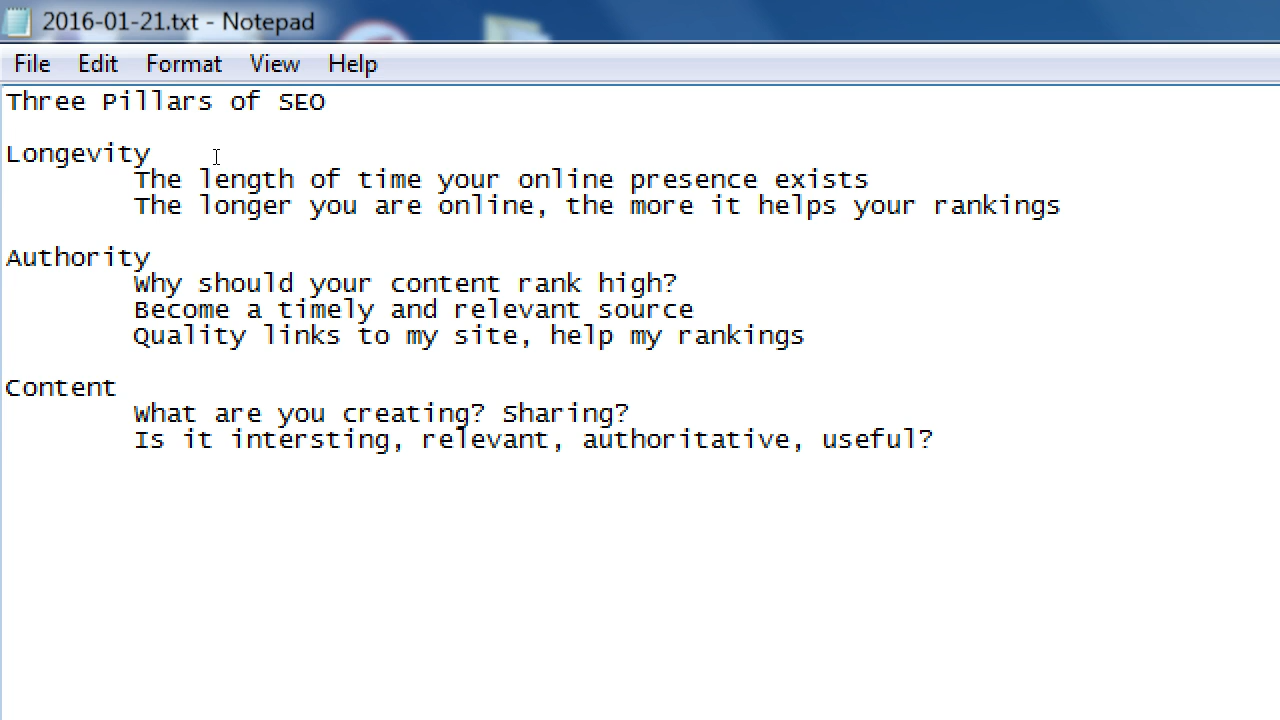 2016-01-21.txt - Notepad
File Edit Format View Help
Three Pillars of SEO
Longevity
The length of time your online presence exists
The longer you are online, the more it helps your rankings
Authority
Why should your content rank high?
Become a timely and relevant source
Quality links to my site, help my rankings
Content
What are you creating? Sharing?
Is it intersting, relevant, authoritative, useful?